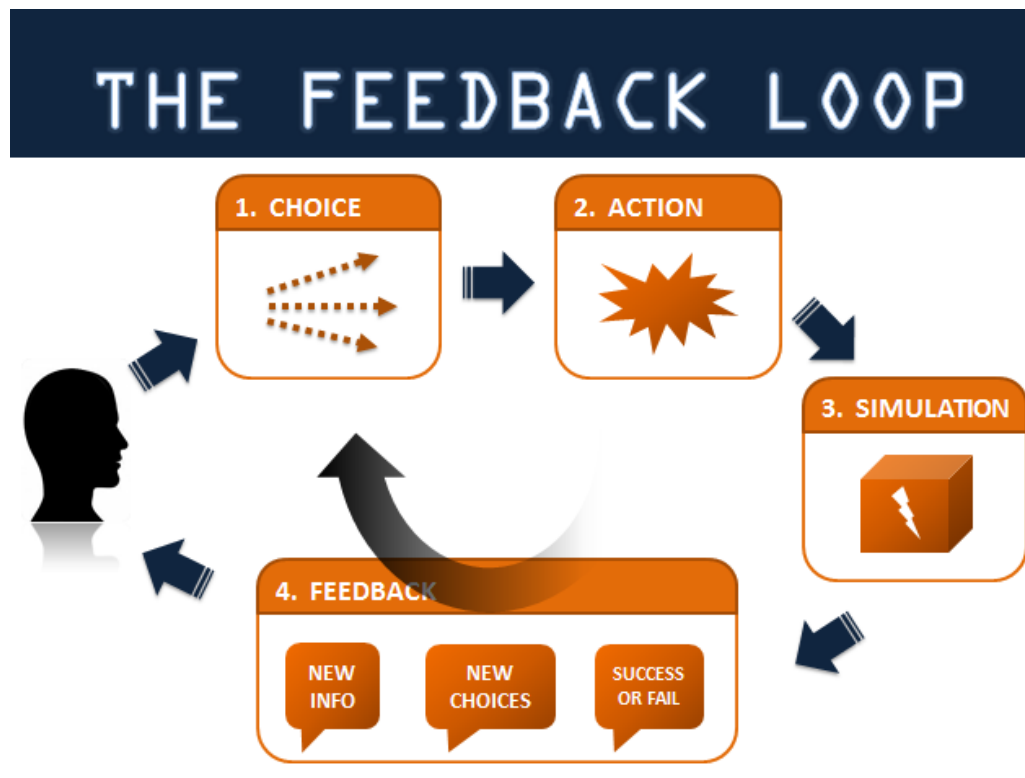 THE FEEDBACK LOOP
1. CHOICE
2. ACTION
3. SIMULATION
4. FEEDBACK
NEW
INFO
NEW
CHOICES
SUCCESS
OR FAIL